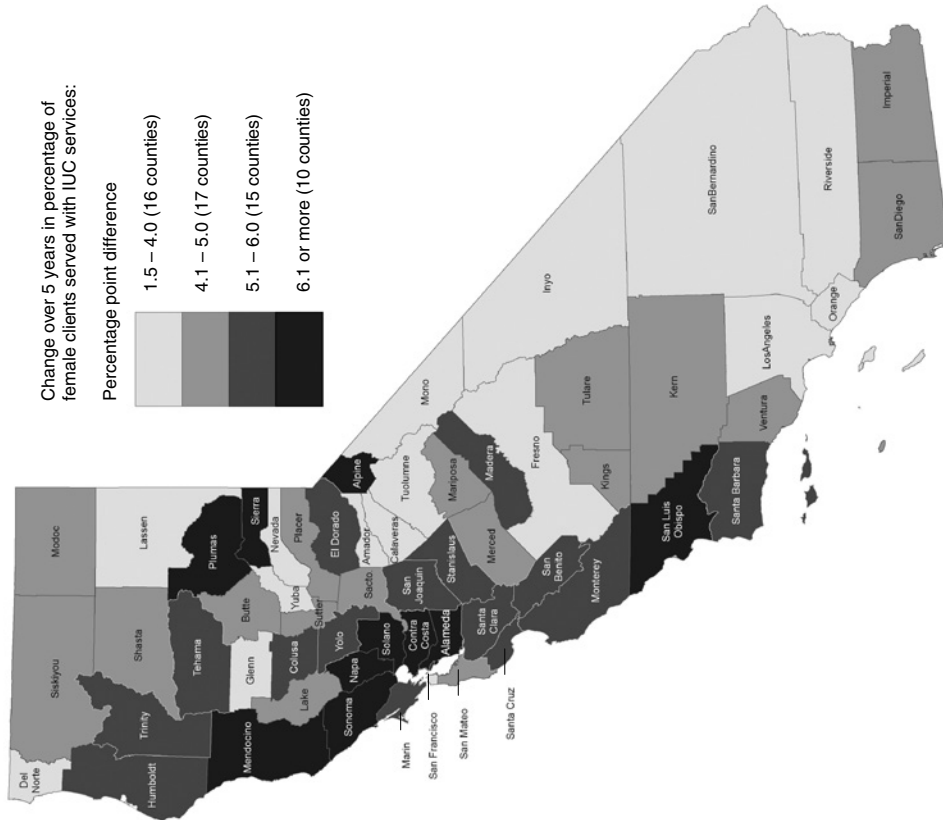 Change over 5 years in percentage of
female clients served with IUC services:
Percentage point difference
1.5 – 4.0 (16 counties)
4.1 – 5.0 (17 counties)
5.1 – 6.0 (15 counties)
6.1 or more (10 counties)
Del
Norte
Siskiyou
Modoc
Humboldt
Trinity
Shasta
Lassen
Tehama
Plumas
Mendocino
Glenn
Butte
Sierra
Lake
Colusa
Yuba
Nevada
Sutter
Placer
Sonoma
Napa
Yolo
Sacto.
El Dorado
Alpine
Amador
Calaveras
Solano
Marin
Contra
Costa
San
Joaquin
Tuolumne
Mono
San Francisco
Alameda
Stanislaus
Mariposa
San Mateo
Santa
Clara
Merced
Madera
Santa Cruz
San
Benito
Fresno
Inyo
Monterey
Kings
Tulare
San Luis
Obispo
Kern
SanBernardino
Santa Barbara
Ventura
LosAngeles
Orange
Riverside
SanDiego
Imperial